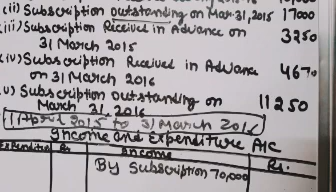 (ii) Subscription outstanding on Mar.31,2015 17000
(iii) Subscription Received in Advance on 3250
31 March 2015
(iv) Subscription Received in Advance 4670
on 31 March 2016
v) Subscription outstanding on 11250
March 31, 2016
1 April 2015 to 31 March 2016
Income and Expenditure A/C
Expenditure Rs Income Rs.
By Subscription 70,000